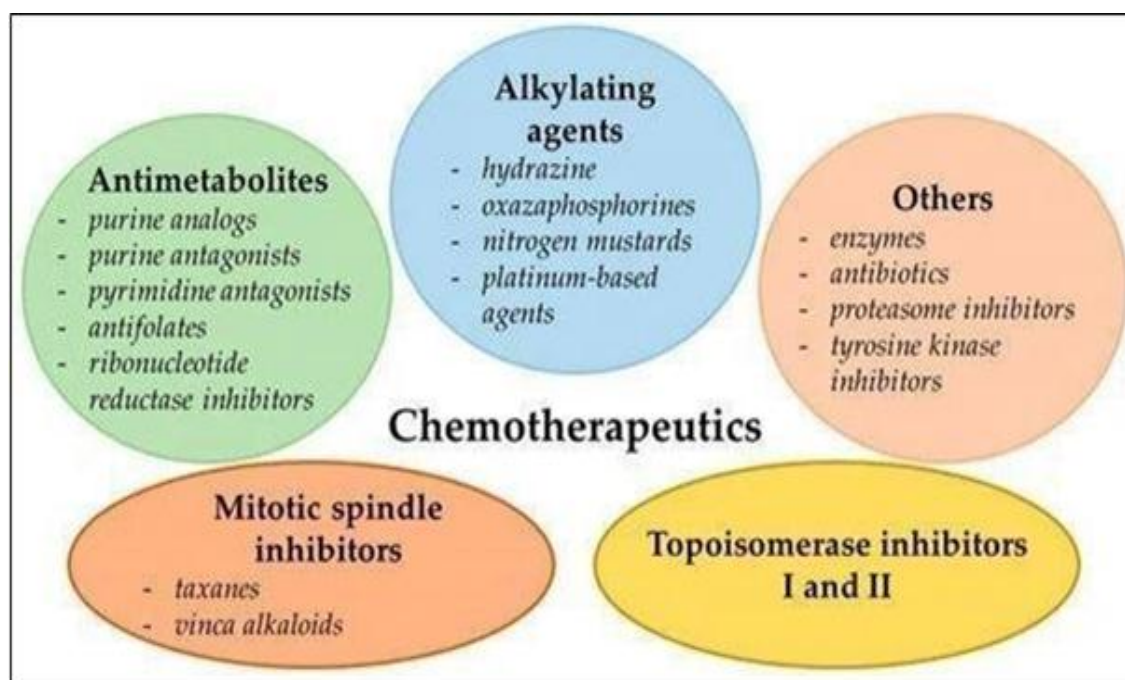 Alkylating
agents
- hydrazine
- oxazaphosphorines
- nitrogen mustards
- platinum-based
agents
Antimetabolites
- purine analogs
- purine antagonists
- pyrimidine antagonists
- antifolates
- ribonucleotide
reductase inhibitors
Others
- enzymes
- antibiotics
- proteasome inhibitors
- tyrosine kinase
inhibitors
Chemotherapeutics
Mitotic spindle
inhibitors
- taxanes
- vinca alkaloids
Topoisomerase inhibitors
I and II